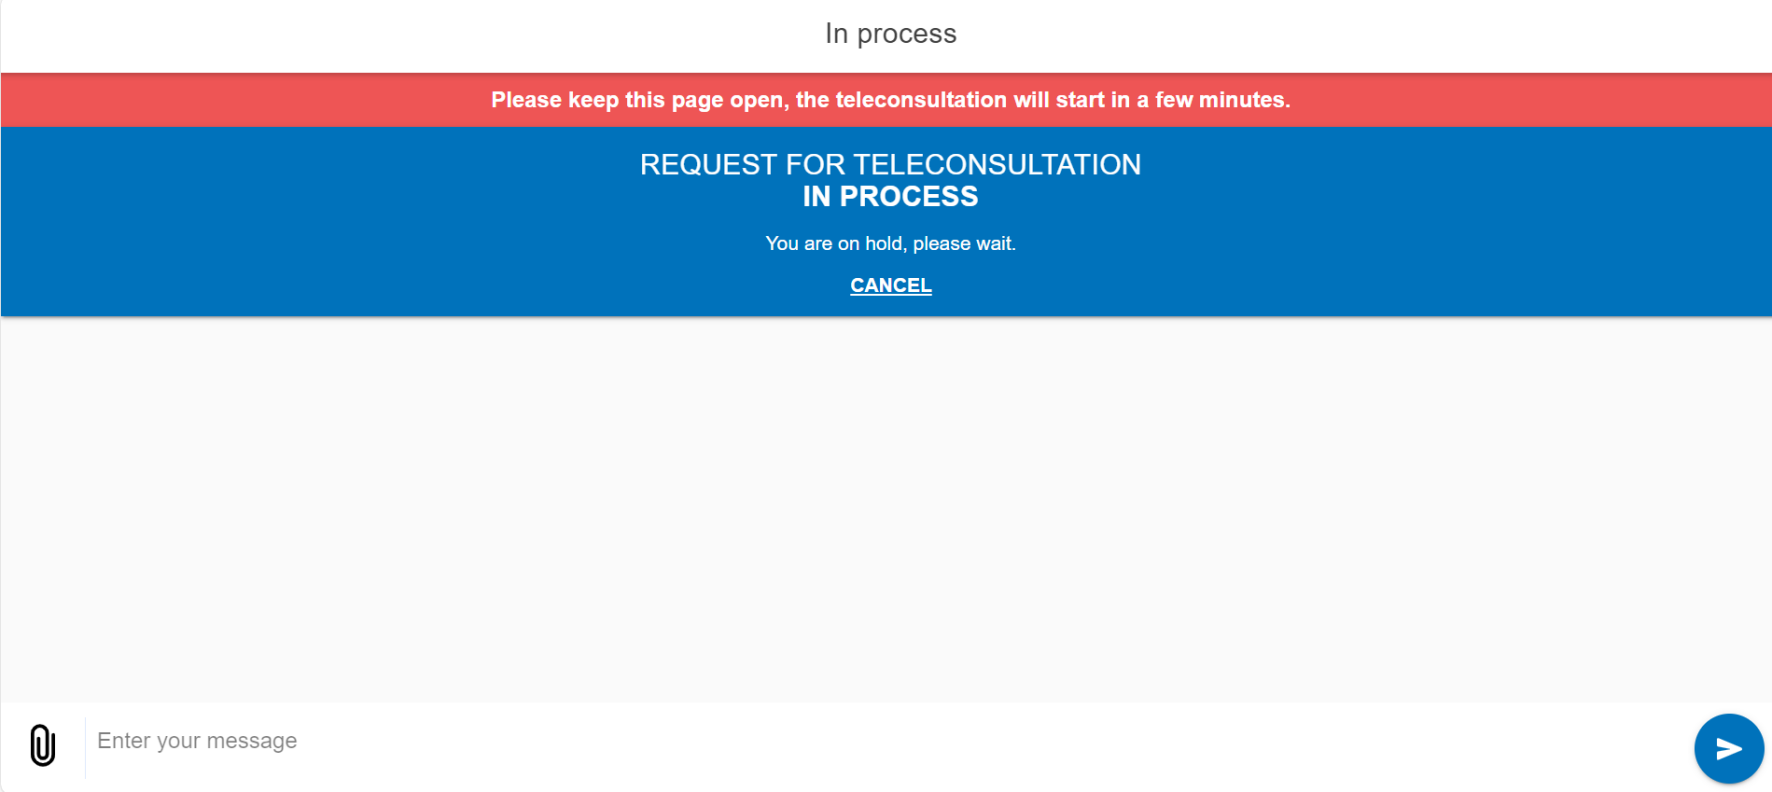 In process
Please keep this page open, the teleconsultation will start in a few minutes.
REQUEST FOR TELECONSULTATION
IN PROCESS
You are on hold, please wait.
CANCEL
Enter your message